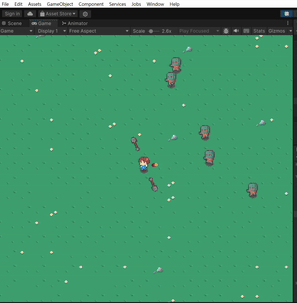 File Edit Assets GameObject Component Services Jobs Window Help
Sign in Asset Store
Scene Game Animator
Game Display 1 Free Aspect Scale 2.8x Play Focused Stats Gizmos